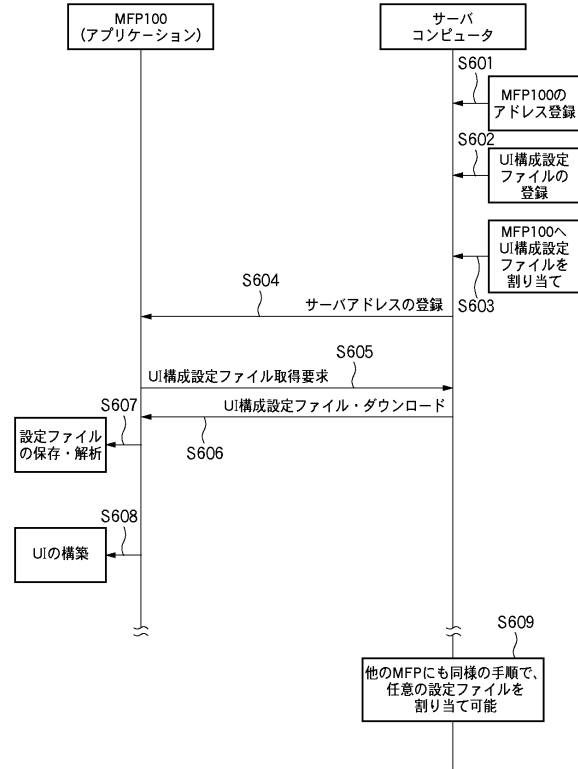 MFP100
(アプリケーション)
サーバ
コンピュータ
S601
MFP100の
アドレス登録
S602
UI構成設定
ファイルの
登録
MFP100へ
UI構成設定
ファイルを
割り当て
S603
S604
サーバアドレスの登録
S605
UI構成設定ファイル取得要求
UI構成設定ファイル・ダウンロード
S606
S607
設定ファイル
の保存・解析
S608
UIの構築
S609
他のMFPにも同様の手順で、
任意の設定ファイルを
割り当て可能